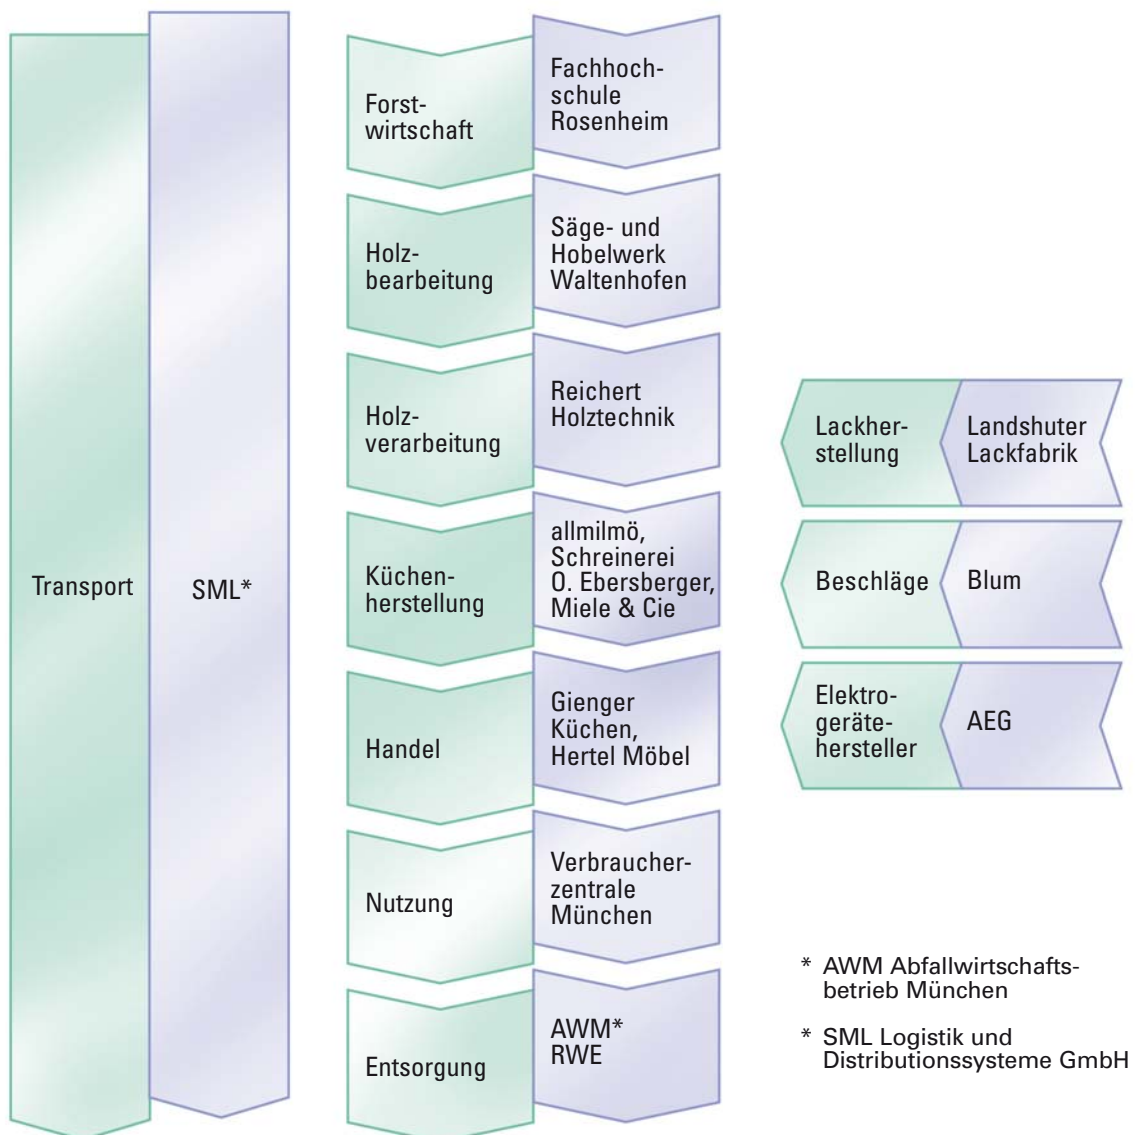 Transport
SML*
Forst-
wirtschaft
Fachhoch-
schule
Rosenheim
Holz-
bearbeitung
Säge- und
Hobelwerk
Waltenhofen
Holz-
verarbeitung
Reichert
Holztechnik
Küchen-
herstellung
allmilmö,
Schreinerei
O. Ebersberger,
Miele & Cie
Handel
Gienger
Küchen,
Hertel Möbel
Nutzung
Verbraucher-
zentrale
München
Entsorgung
AWM*
RWE
Lackher-
stellung
Landshuter
Lackfabrik
Beschläge
Blum
Elektro-
geräte-
hersteller
AEG
* AWM Abfallwirtschafts-
betrieb München
* SML Logistik und
Distributionssysteme GmbH